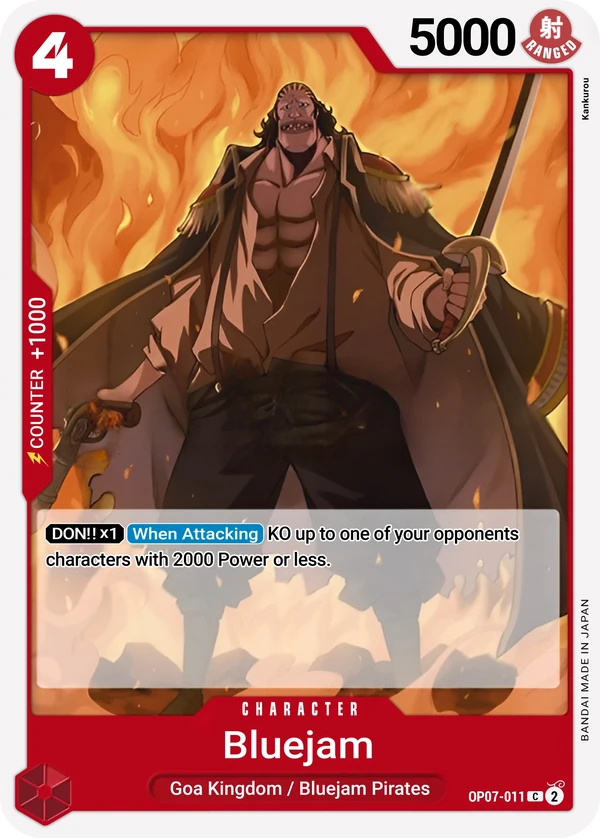 4
5000
射
RANGED
Kankurou
COUNTER +1000
DON!! x1 When Attacking KO up to one of your opponents
characters with 2000 Power or less.
BANDAI MADE IN JAPAN
CHARACTER
Bluejam
Goa Kingdom / Bluejam Pirates
OP07-011 C 2